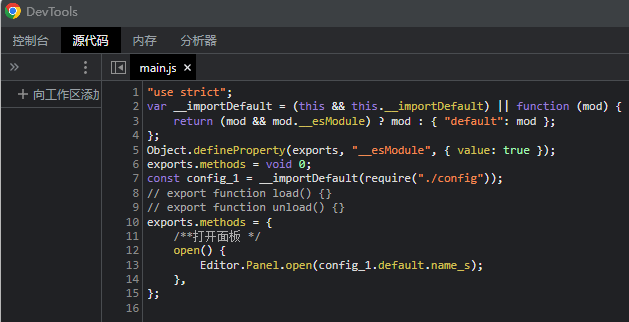 DevTools
控制台 源代码 内存 分析器
» ⋮ main.js ×
+ 向工作区添加
1 "use strict";
2 var __importDefault = (this && this.__importDefault) || function (mod) {
3     return (mod && mod.__esModule) ? mod : { "default": mod };
4 };
5 Object.defineProperty(exports, "__esModule", { value: true });
6 exports.methods = void 0;
7 const config_1 = __importDefault(require("./config"));
8 // export function load() {}
9 // export function unload() {}
10 exports.methods = {
11     /**打开面板 */
12     open() {
13         Editor.Panel.open(config_1.default.name_s);
14     },
15 };
16